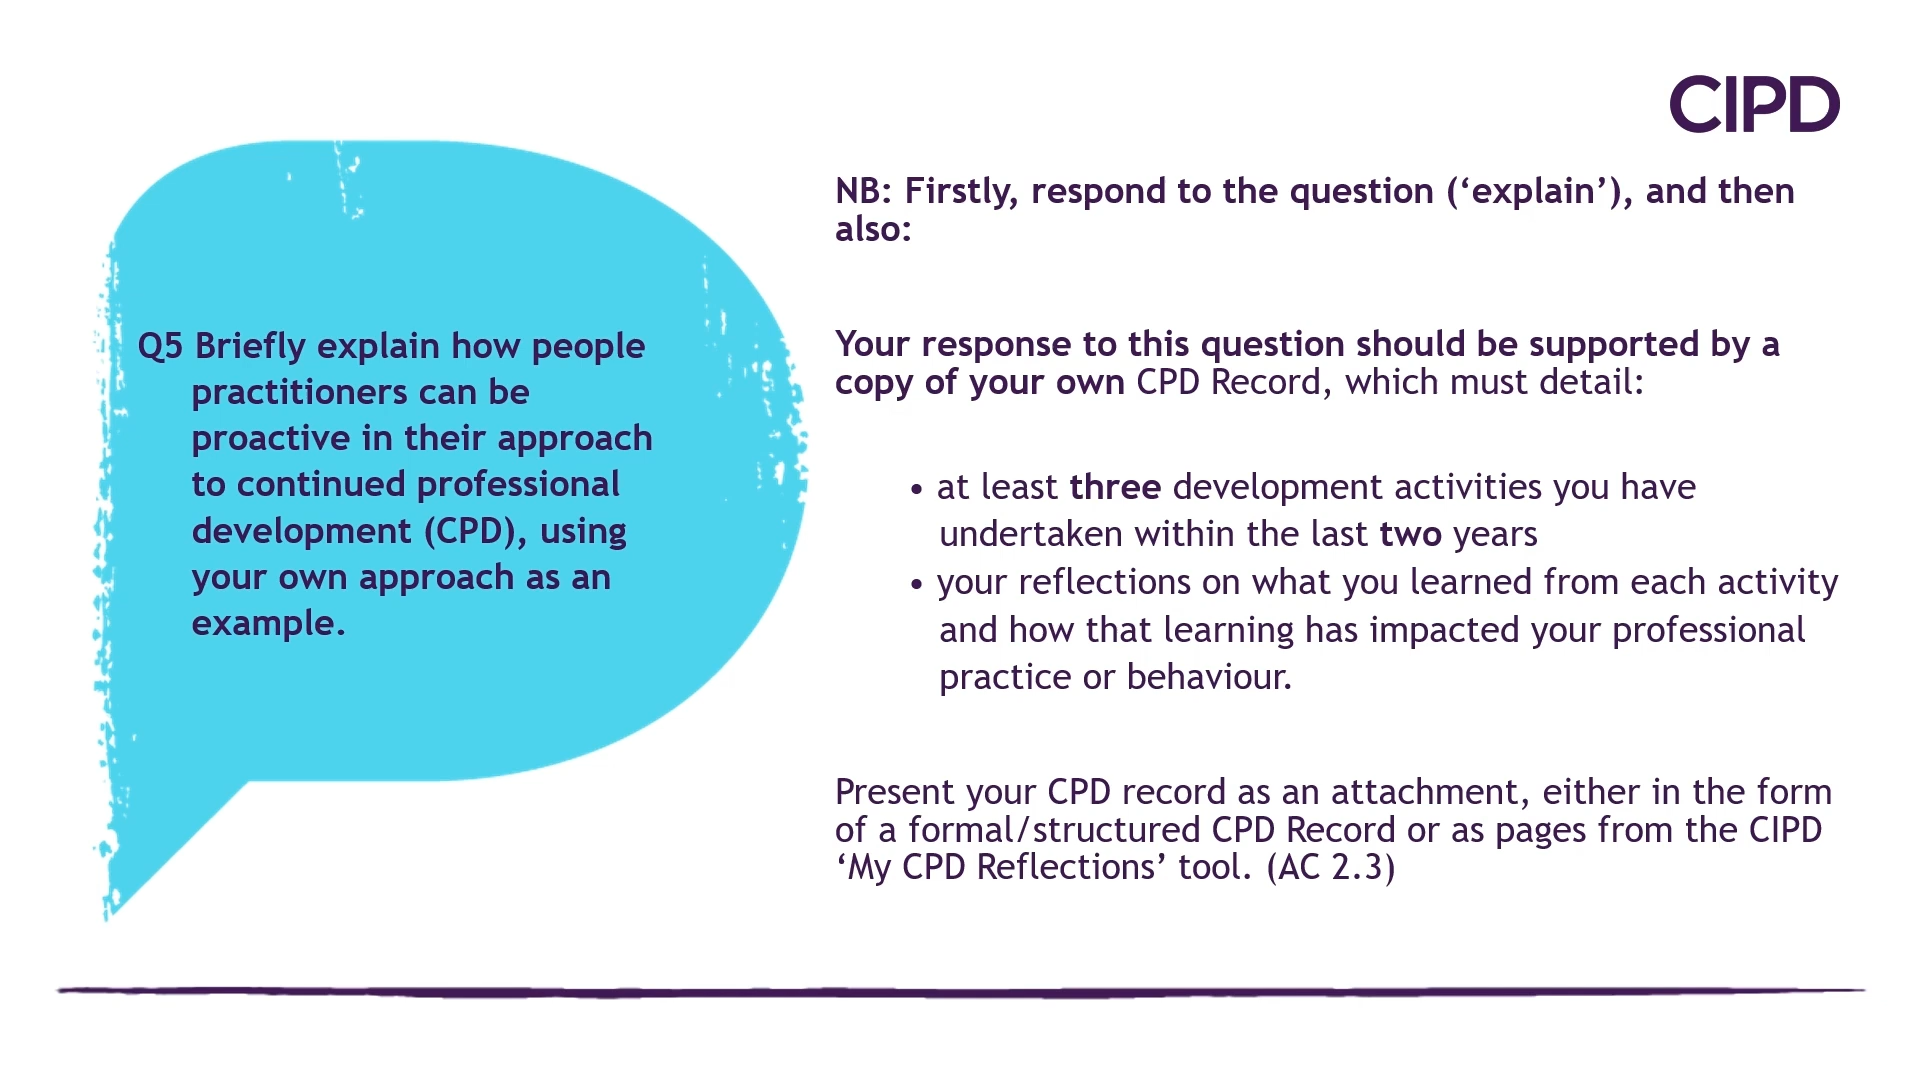 CIPD
Q5 Briefly explain how people
practitioners can be
proactive in their approach
to continued professional
development (CPD), using
your own approach as an
example.
NB: Firstly, respond to the question (‘explain’), and then
also:
Your response to this question should be supported by a
copy of your own CPD Record, which must detail:
• at least three development activities you have
undertaken within the last two years
• your reflections on what you learned from each activity
and how that learning has impacted your professional
practice or behaviour.
Present your CPD record as an attachment, either in the form
of a formal/structured CPD Record or as pages from the CIPD
‘My CPD Reflections’ tool. (AC 2.3)